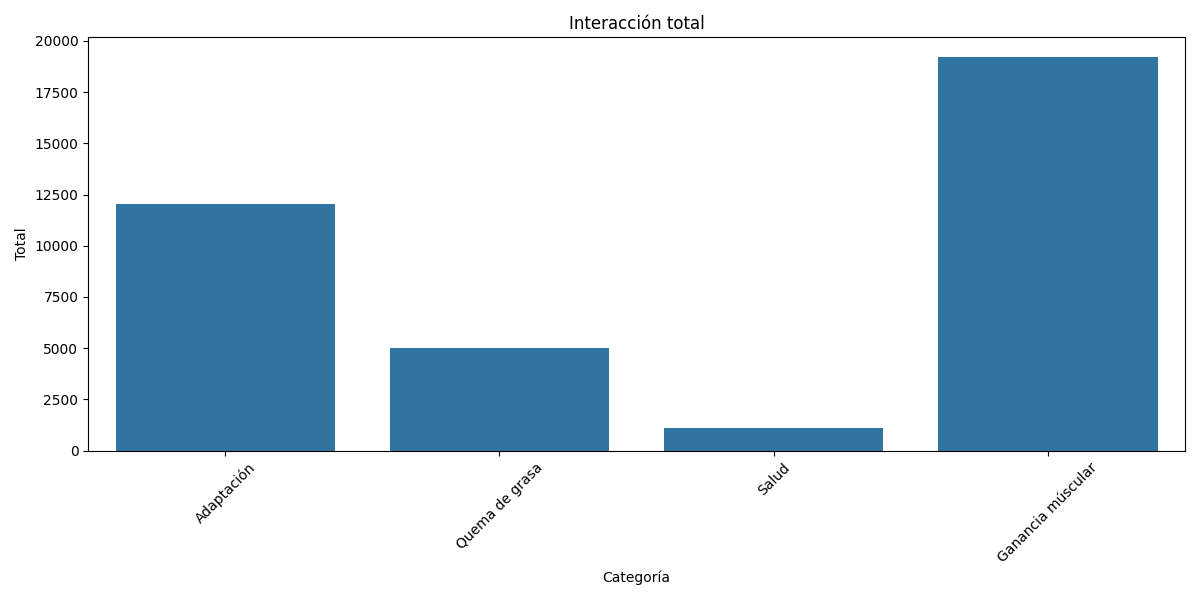 Interacción total
20000
17500
15000
12500
10000
7500
5000
2500
0
Total
Adaptación
Quema de grasa
Salud
Ganancia múscular
Categoría